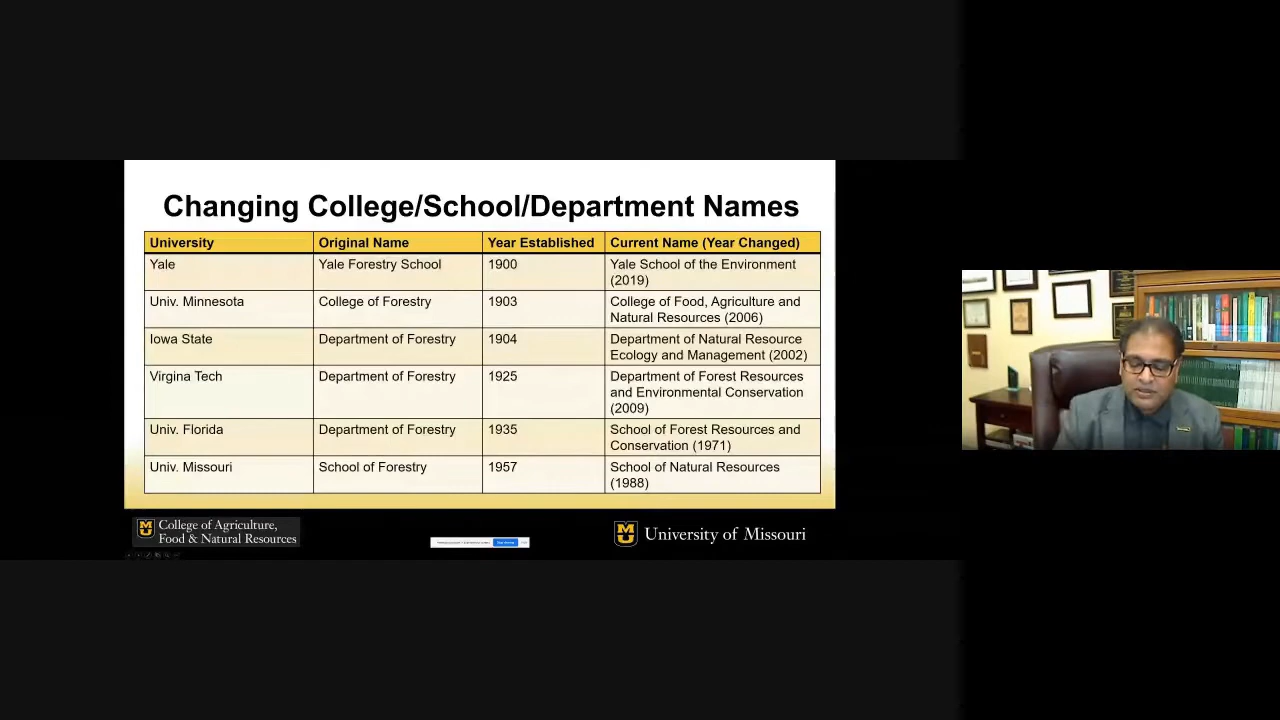 Changing College/School/Department Names
University Original Name Year Established Current Name (Year Changed)
Yale Yale Forestry School 1900 Yale School of the Environment
(2019)
Univ. Minnesota College of Forestry 1903 College of Food, Agriculture and
Natural Resources (2006)
Iowa State Department of Forestry 1904 Department of Natural Resource
Ecology and Management (2002)
Virgina Tech Department of Forestry 1925 Department of Forest Resources
and Environmental Conservation
(2009)
Univ. Florida Department of Forestry 1935 School of Forest Resources and
Conservation (1971)
Univ. Missouri School of Forestry 1957 School of Natural Resources
(1988)
College of Agriculture,
Food & Natural Resources
University of Missouri